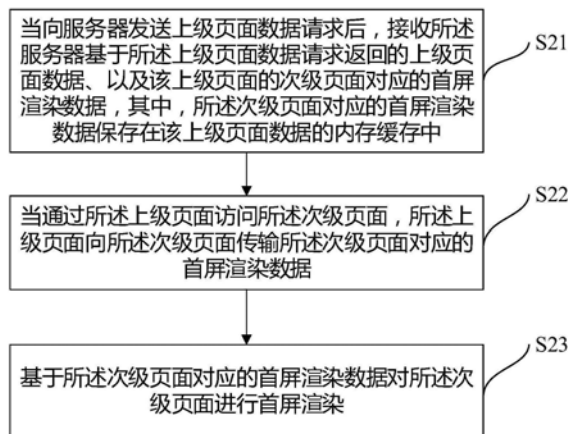 当向服务器发送上级页面数据请求后，接收所述
服务器基于所述上级页面数据请求返回的上级页
面数据、以及该上级页面的次级页面对应的首屏
渲染数据，其中，所述次级页面对应的首屏渲染
数据保存在该上级页面数据的内存缓存中
S21
当通过所述上级页面访问所述次级页面，所述上
级页面向所述次级页面传输所述次级页面对应的
首屏渲染数据
S22
基于所述次级页面对应的首屏渲染数据对所述次
级页面进行首屏渲染
S23